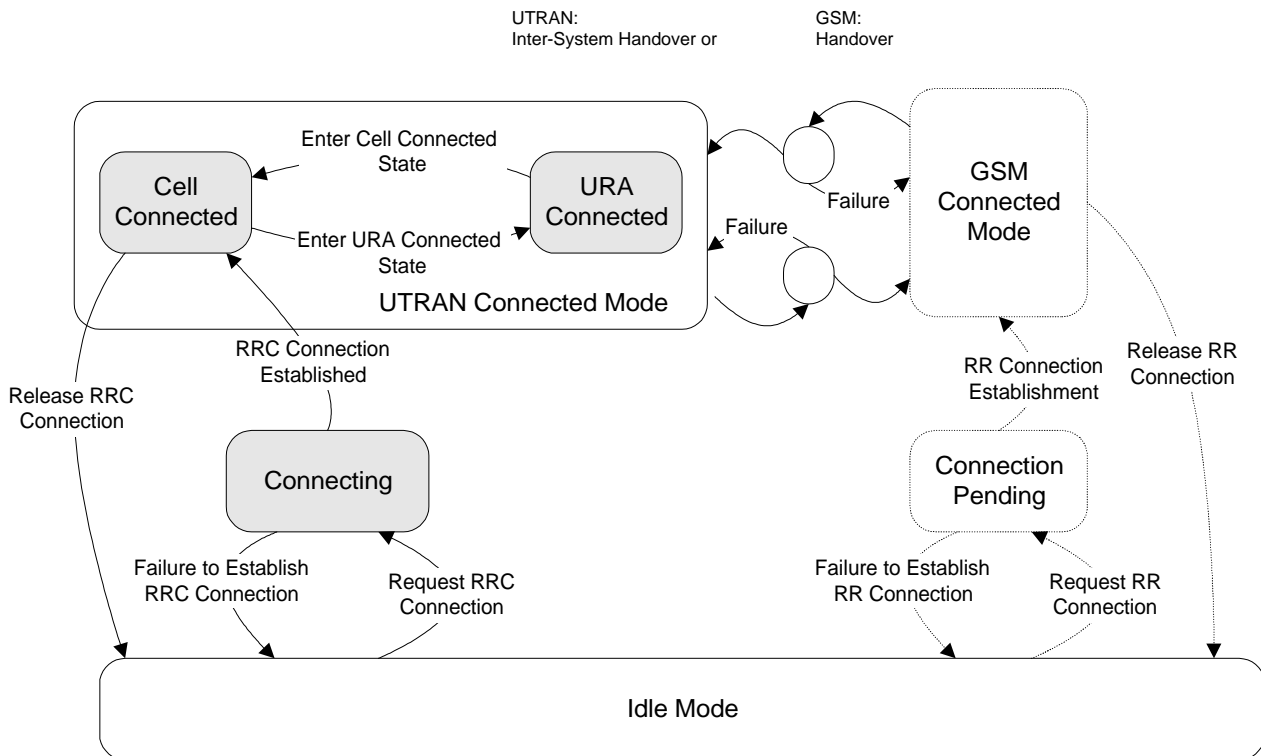 UTRAN:
Inter-System Handover or
GSM:
Handover
Enter Cell Connected
State
Cell
Connected
URA
Connected
Enter URA Connected
State
UTRAN Connected Mode
Failure
Failure
GSM
Connected
Mode
RRC Connection
Established
Release RRC
Connection
RR Connection
Establishment
Release RR
Connection
Connecting
Connection
Pending
Failure to Establish
RRC Connection
Request RRC
Connection
Failure to Establish
RR Connection
Request RR
Connection
Idle Mode